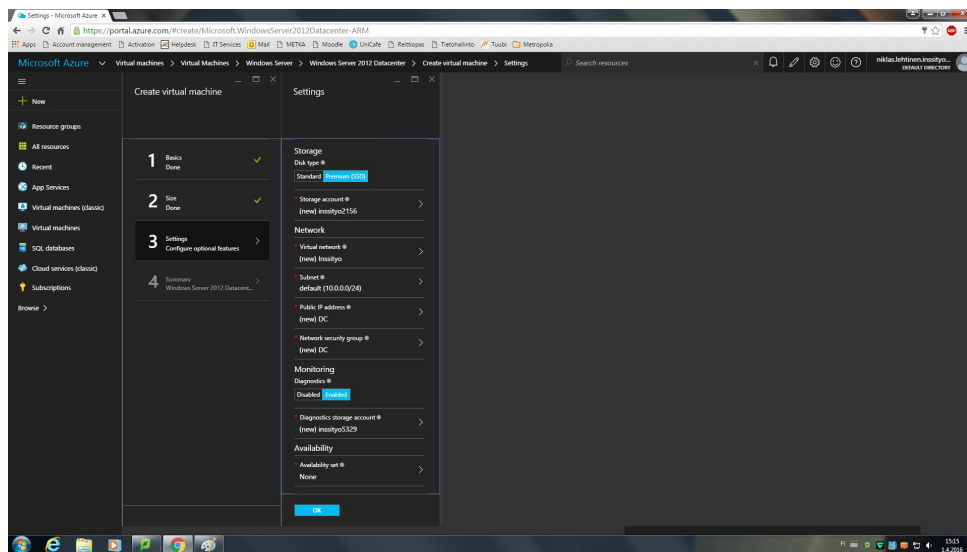 Settings - Microsoft Azure
https://portal.azure.com/#create/Microsoft.WindowsServer2012Datacenter-ARM
Apps Account management Activation Helpdesk IT Services Mail METKA Moodle UniCafe Reittiopas Tietohallinto Tuubi Metropolia
Microsoft Azure Virtual machines > Virtual Machines > Windows Server > Windows Server 2012 Datacenter > Create virtual machine > Settings
Search resources
niklas.lehtinen.inssityo...
DEFAULT DIRECTORY
New
Resource groups
All resources
Recent
App Services
Virtual machines (classic)
Virtual machines
SQL databases
Cloud services (classic)
Subscriptions
Browse >
Create virtual machine
1 Basics
Done
2 Size
Done
3 Settings
Configure optional features
4 Summary
Windows Server 2012 Datacent...
Settings
Storage
Disk type
Standard Premium (SSD)
* Storage account
(new) inssityo2156
Network
* Virtual network
(new) Inssityo
* Subnet
default (10.0.0.0/24)
* Public IP address
(new) DC
* Network security group
(new) DC
Monitoring
Diagnostics
Disabled Enabled
* Diagnostics storage account
(new) inssityo5329
Availability
* Availability set
None
OK
FI
15:15
1.4.2016